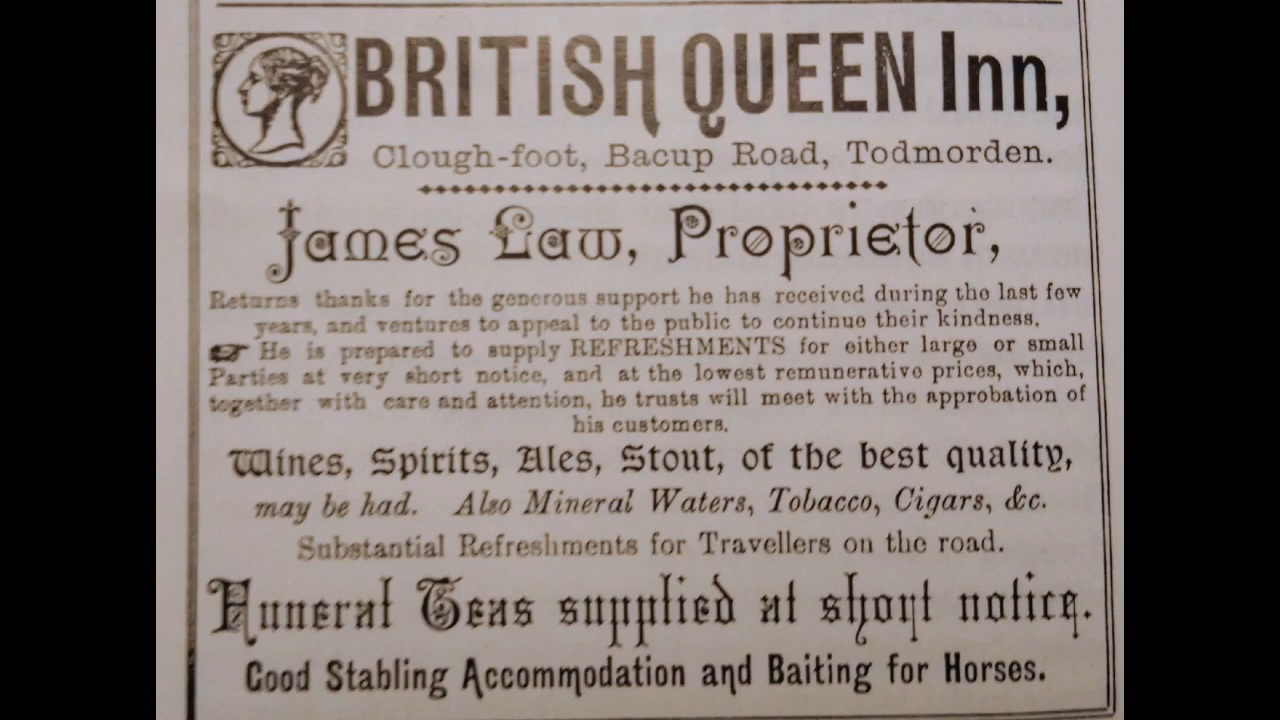 BRITISH QUEEN Inn,
Clough-foot, Bacup Road, Todmorden.
James Law, Proprietor,
Returns thanks for the generous support he has received during the last few
years, and ventures to appeal to the public to continue their kindness.
☞ He is prepared to supply REFRESHMENTS for either large or small
Parties at very short notice, and at the lowest remunerative prices, which,
together with care and attention, he trusts will meet with the approbation of
his customers.
Wines, Spirits, Ales, Stout, of the best quality,
may be had. Also Mineral Waters, Tobacco, Cigars, &c.
Substantial Refreshments for Travellers on the road.
Funeral Teas supplied at short notice.
Good Stabling Accommodation and Baiting for Horses.